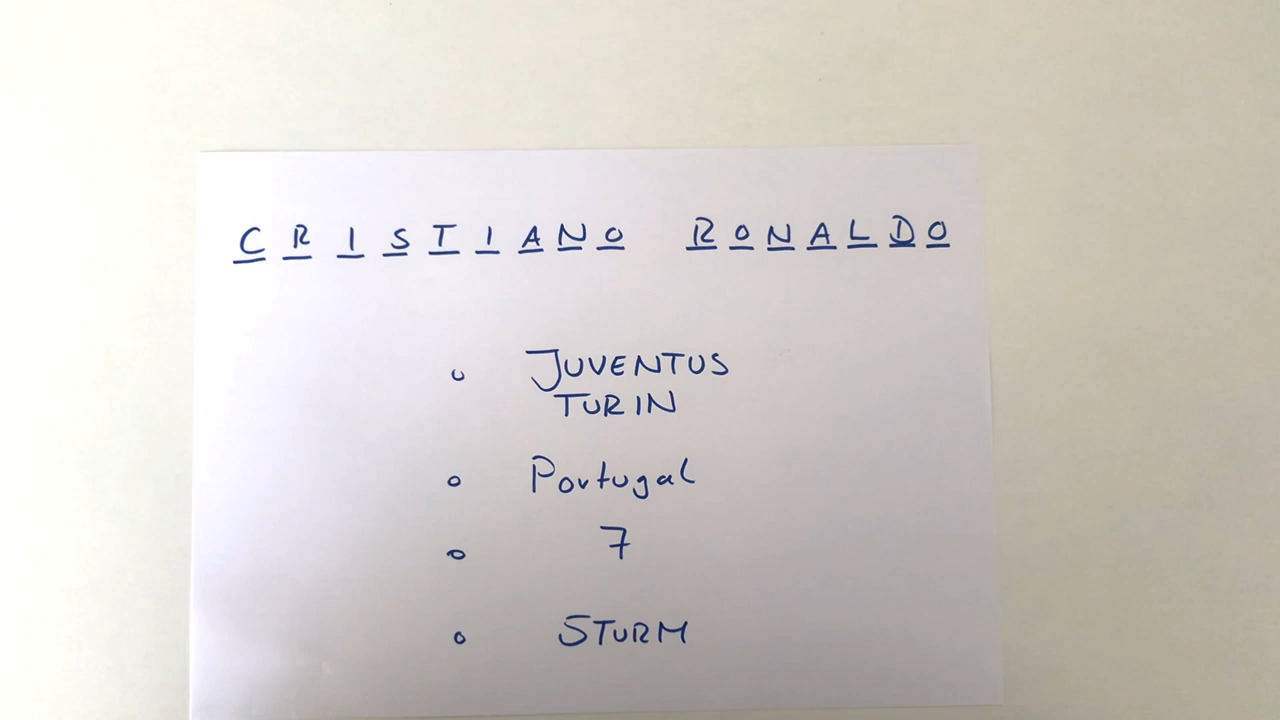 CRISTIANO RONALDO
JUVENTUS
TURIN
Portugal
7
STURM